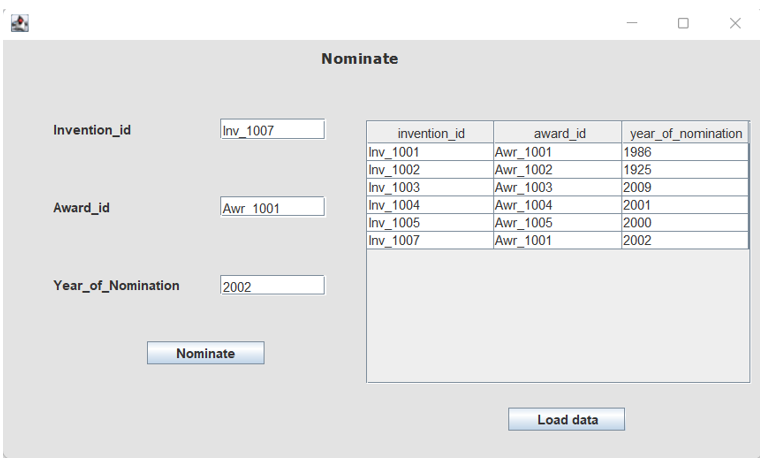 Nominate
Invention_id Inv_1007
Award_id Awr_1001
Year_of_Nomination 2002
Nominate
invention_id award_id year_of_nomination
Inv_1001 Awr_1001 1986
Inv_1002 Awr_1002 1925
Inv_1003 Awr_1003 2009
Inv_1004 Awr_1004 2001
Inv_1005 Awr_1005 2000
Inv_1007 Awr_1001 2002
Load data